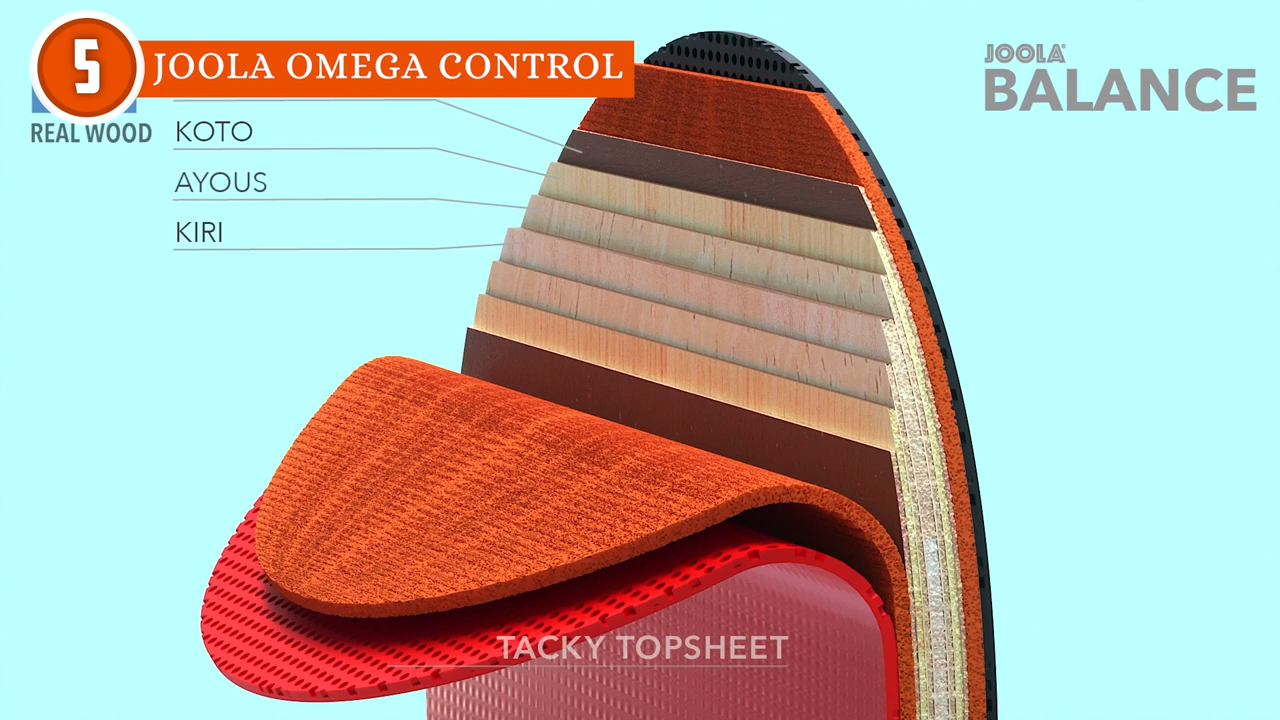 5
JOOLA OMEGA CONTROL
REAL WOOD
KOTO
AYOUS
KIRI
JOOLA®
BALANCE
TACKY TOPSHEET